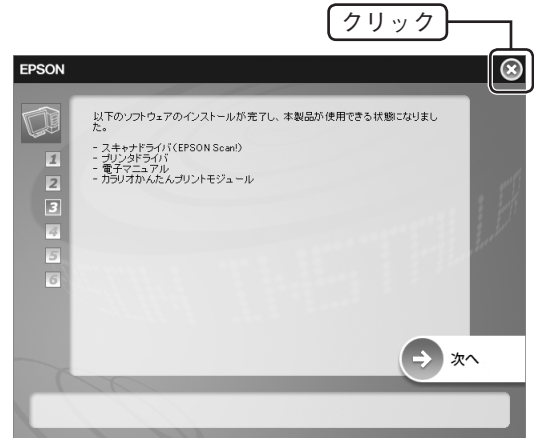 クリック
EPSON
以下のソフトウェアのインストールが完了し、本製品が使用できる状態になりまし
た。
- スキャナドライバ(EPSON Scan!)
- プリンタドライバ
- 電子マニュアル
- カラリオかんたんプリントモジュール
1
2
3
4
5
6
EPSON INSTALLER
次へ